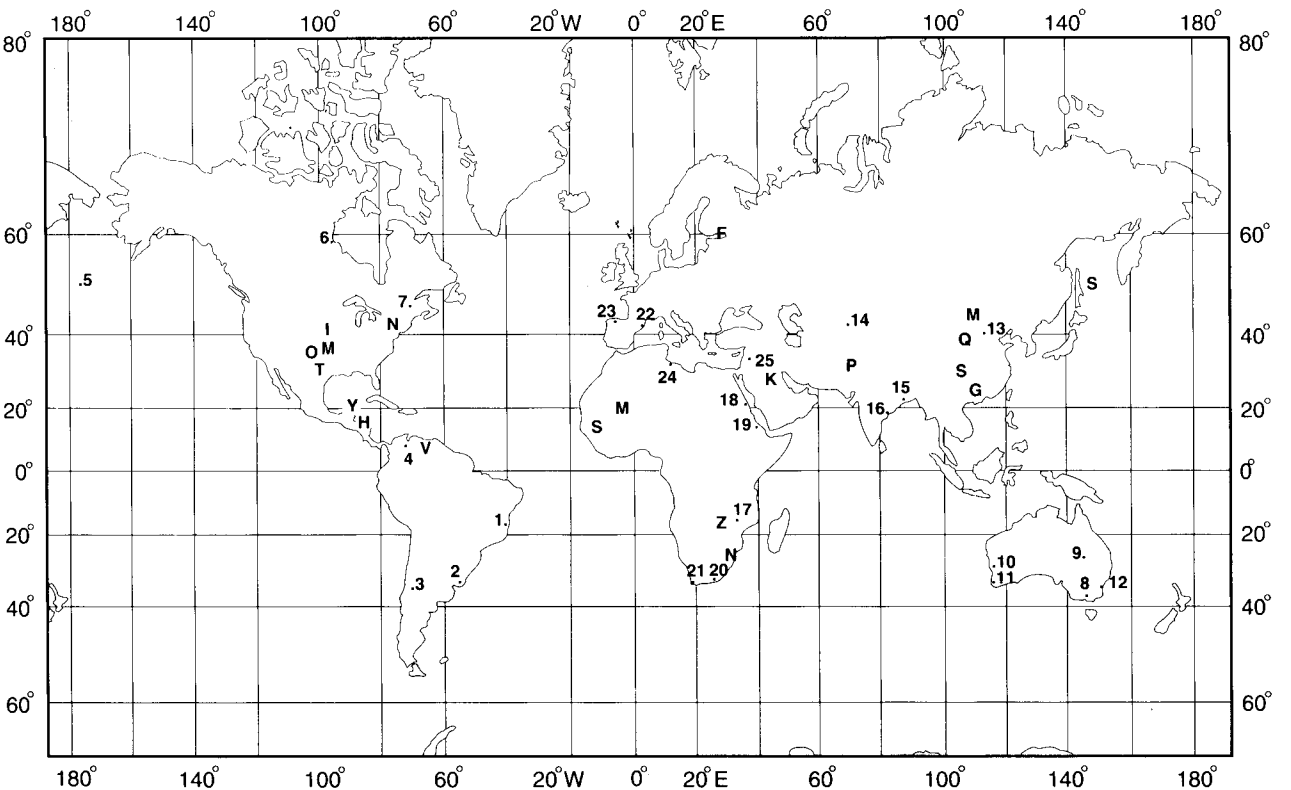 180° 140° 100° 60° 20°W 0° 20°E 60° 100° 140° 180°
80° 80°
60° 6. F 60°
.5 S
7. 23 22 M
I N .14 .13
40° Q 40°
O M 25 P
T 24 K S
15 G
20° Y 18 16 20°
H S M 19
4 V
0° 0°
1. Z 17
20° 20°
N 9.
.3 2 21 20 10
11 8 12
40° 40°
60° 60°
180° 140° 100° 60° 20°W 0° 20°E 60° 100° 140° 180°